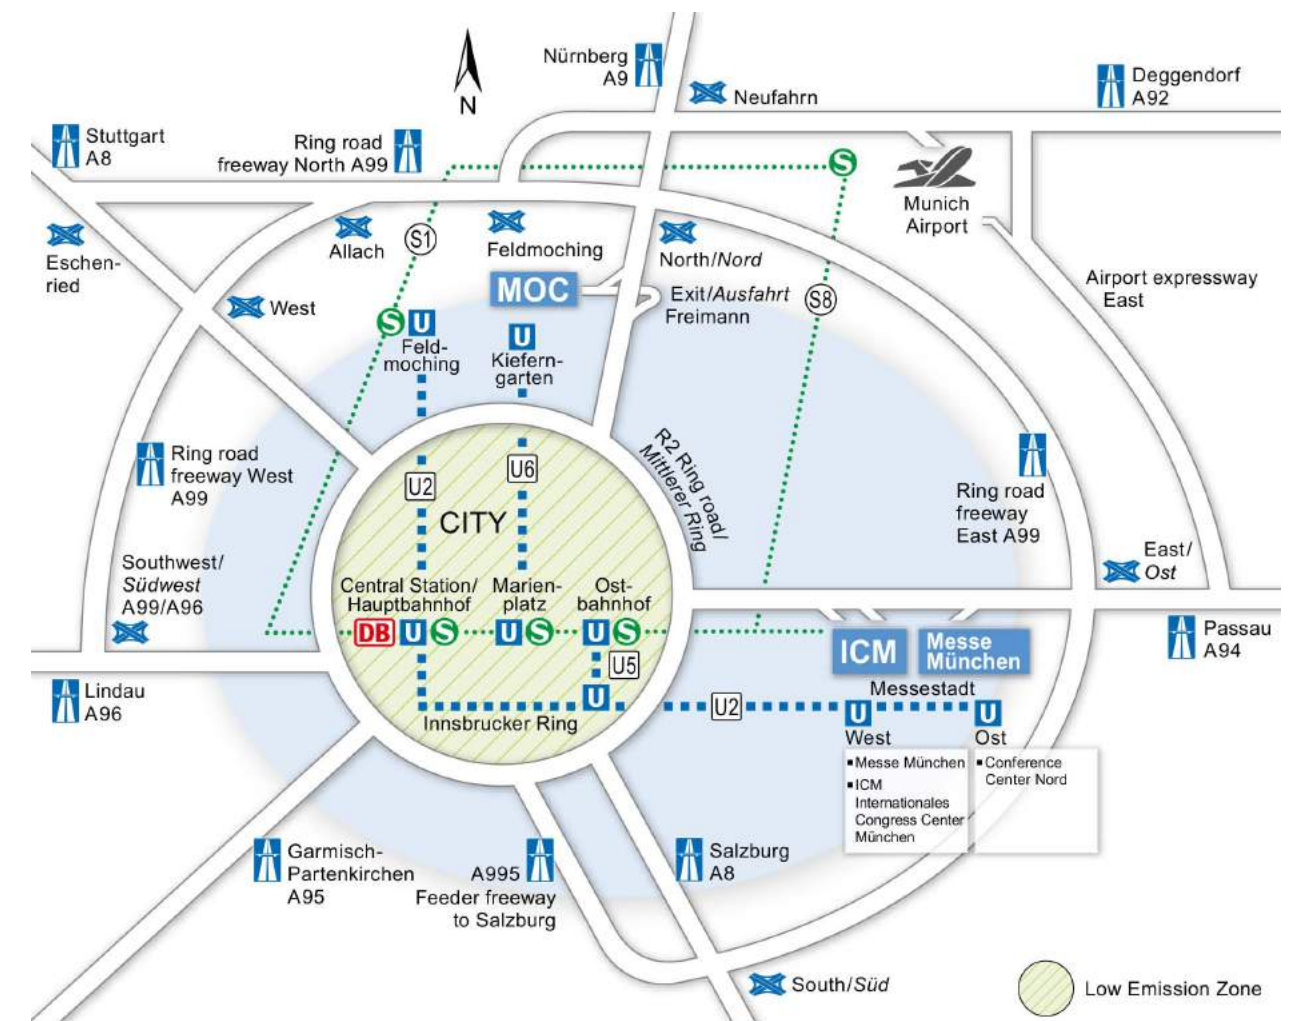 Nürnberg
A9
Neufahrn
Deggendorf
A92
N
Stuttgart
A8
Ring road
freeway North A99
S
Munich
Airport
Eschen-
ried
Allach
S1
Feldmoching
North/Nord
MOC
Exit/Ausfahrt
Freimann
S8
Airport expressway
East
West
S
U
Feld-
moching
U
Kiefern-
garten
Ring road
freeway West
A99
U2
U6
CITY
R2 Ring road/
Mittlerer Ring
Ring road
freeway
East A99
Southwest/
Südwest
A99/A96
Central Station/
Hauptbahnhof
Marien-
platz
Ost-
bahnhof
East/
Ost
DB
U
S
U
S
U
S
ICM
Messe
München
Passau
A94
Lindau
A96
U5
U
Innsbrucker Ring
U2
Messestadt
U
West
U
Ost
▪Messe München
▪ICM
Internationales
Congress Center
München
▪Conference
Center Nord
Garmisch-
Partenkirchen
A95
A995
Feeder freeway
to Salzburg
Salzburg
A8
South/Süd
Low Emission Zone